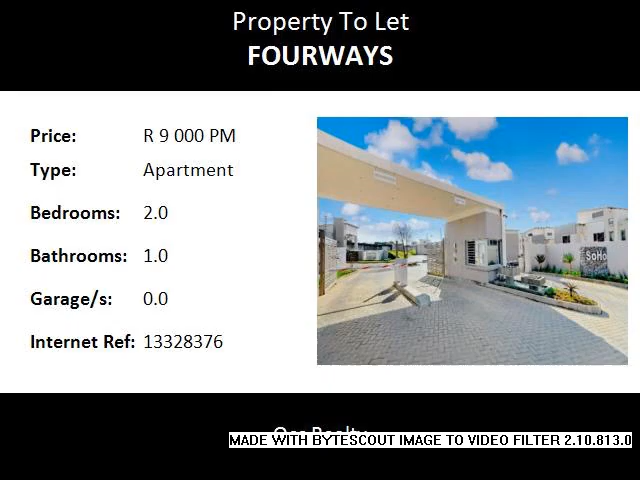 Property To Let
FOURWAYS
Price: R 9 000 PM
Type: Apartment
Bedrooms: 2.0
Bathrooms: 1.0
Garage/s: 0.0
Internet Ref: 13328376
SoHo
Realty
MADE WITH BYTESCOUT IMAGE TO VIDEO FILTER 2.10.813.0